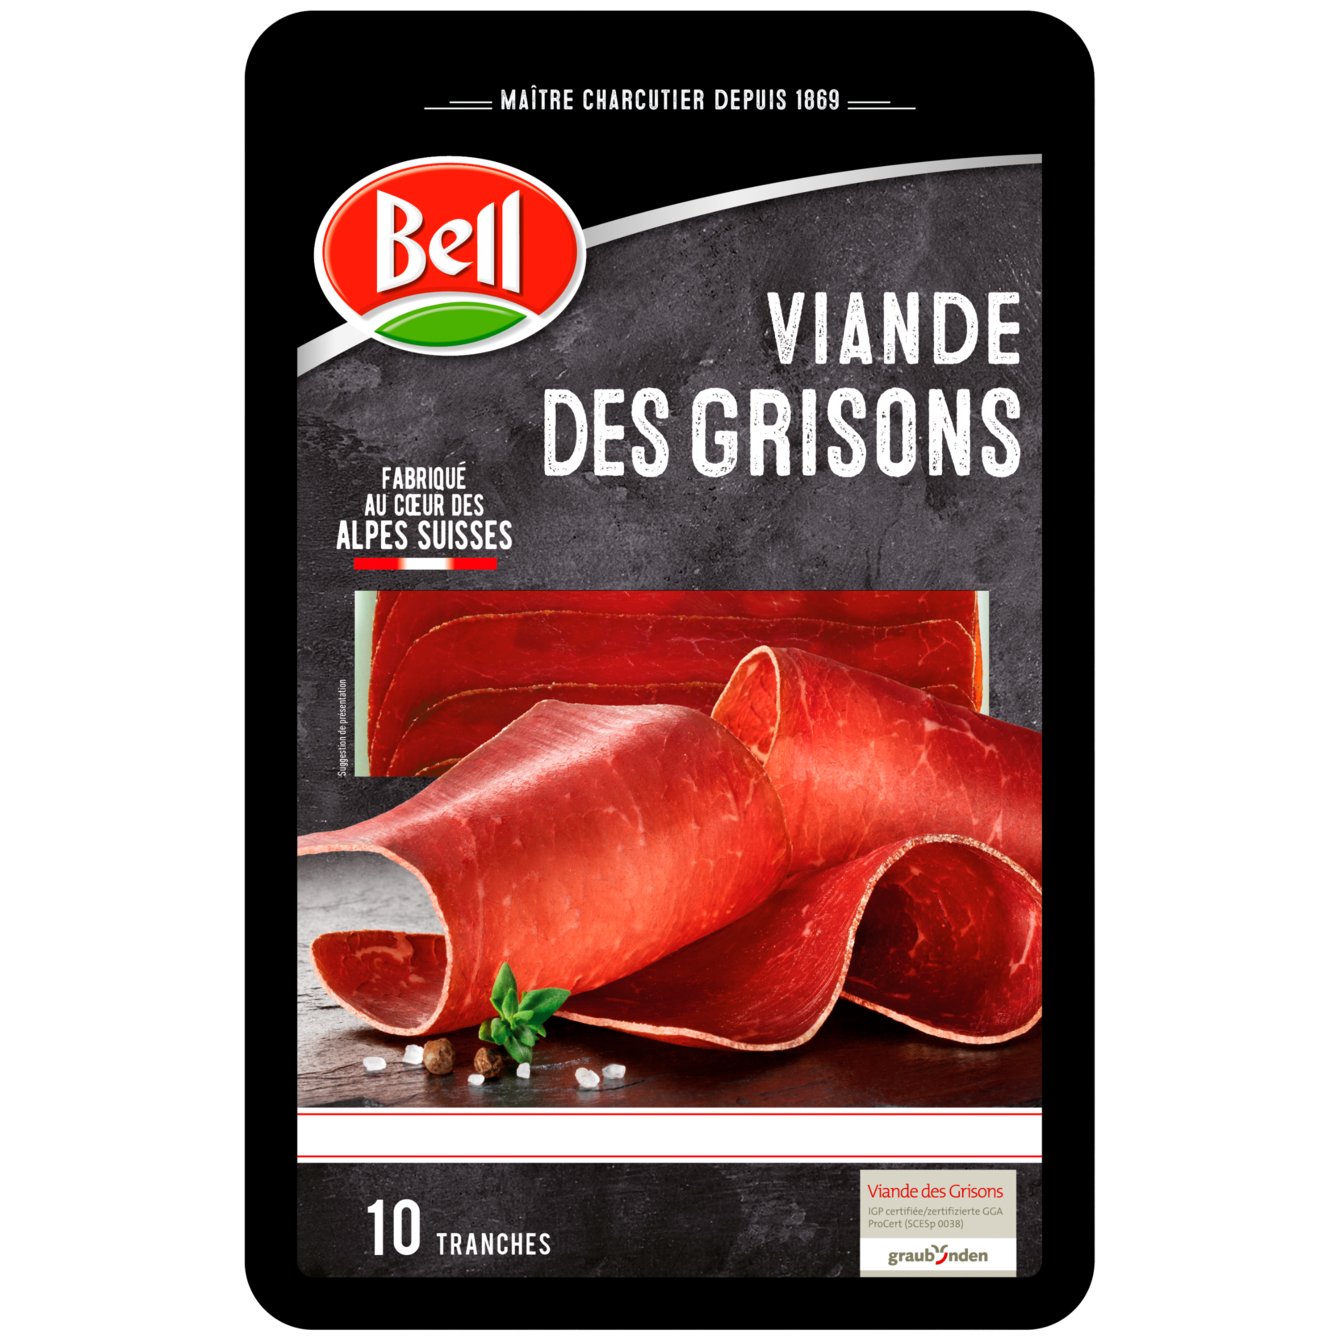 MAÎTRE CHARCUTIER DEPUIS 1869
Bell
VIANDE
DES GRISONS
FABRIQUÉ
AU CŒUR DES
ALPES SUISSES
Suggestion de présentation
10 TRANCHES
Viande des Grisons
IGP certifiée/zertifizierte GGA
ProCert (SCESp 0038)
graubünden